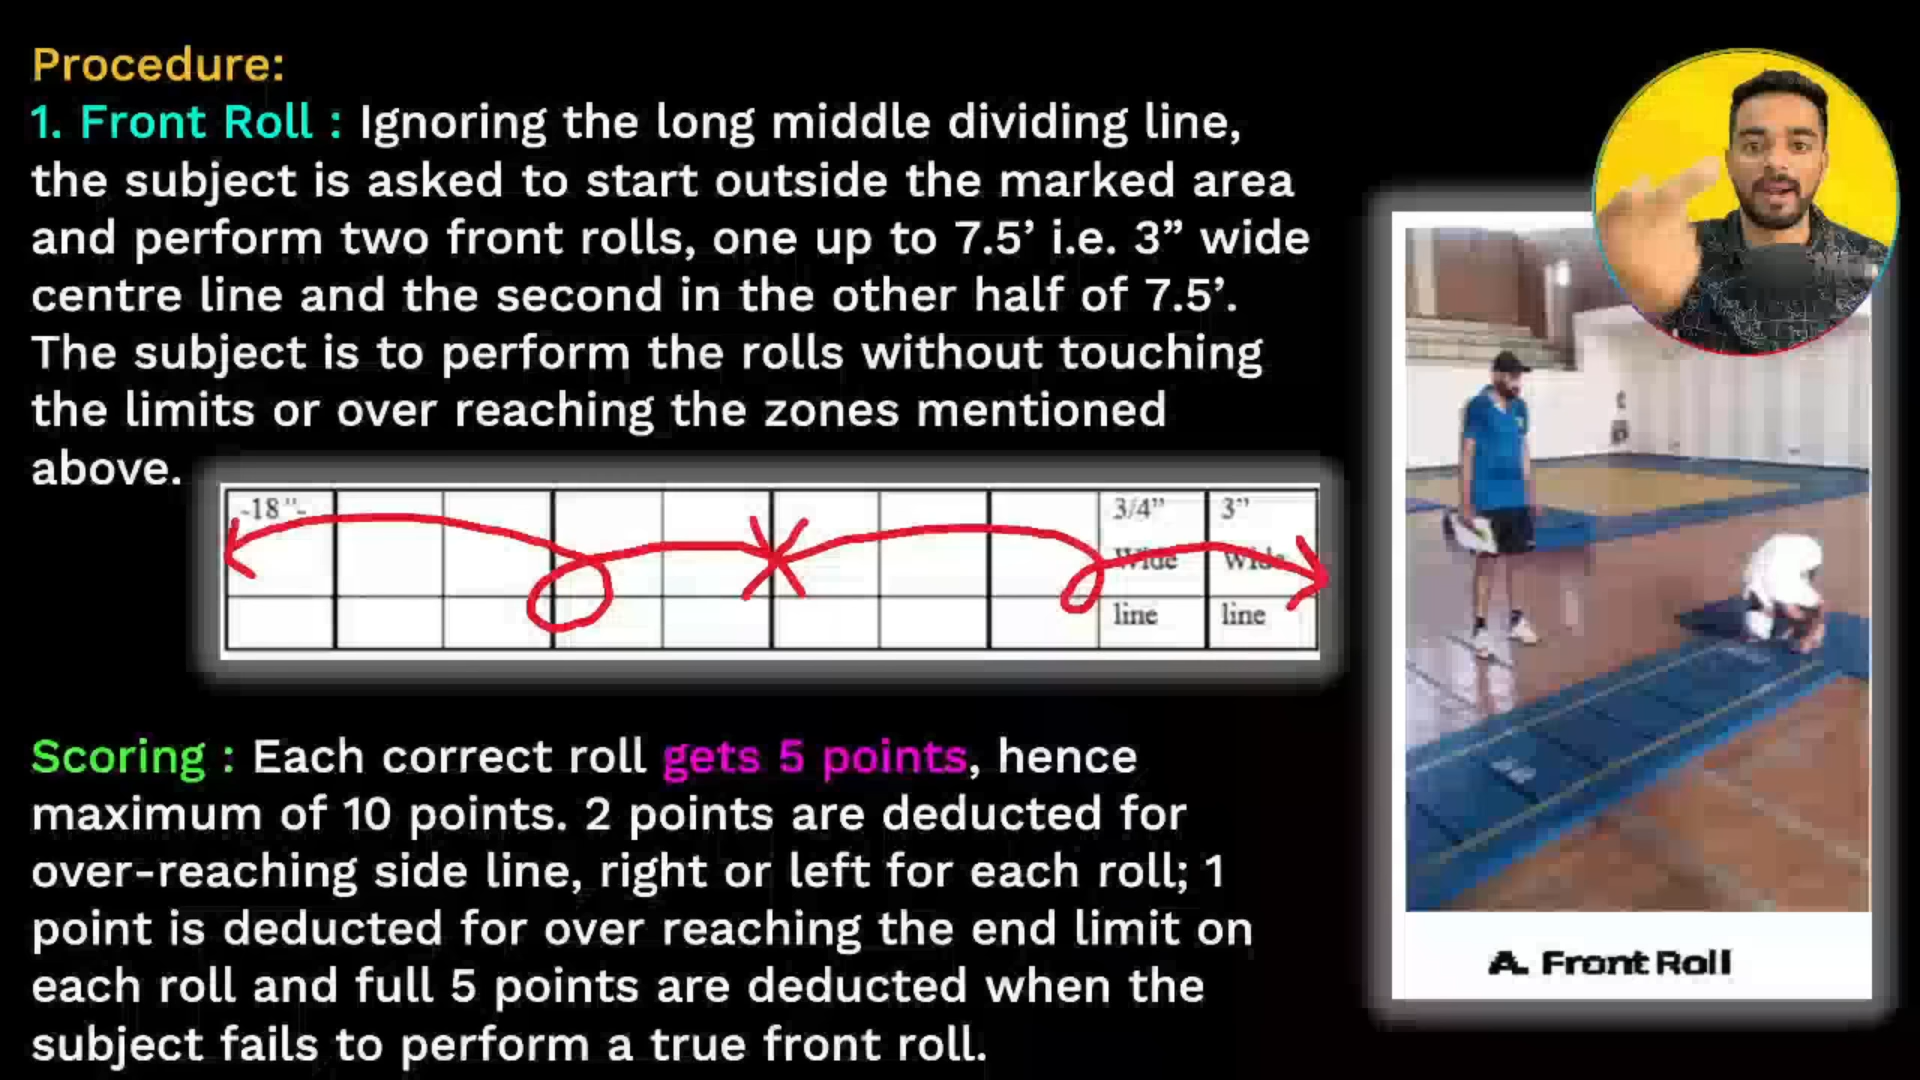 Procedure:
1. Front Roll : Ignoring the long middle dividing line,
the subject is asked to start outside the marked area
and perform two front rolls, one up to 7.5’ i.e. 3” wide
centre line and the second in the other half of 7.5’.
The subject is to perform the rolls without touching
the limits or over reaching the zones mentioned
above.
-18"-
3/4” Wide line
3” Wide line
Scoring : Each correct roll gets 5 points, hence
maximum of 10 points. 2 points are deducted for
over-reaching side line, right or left for each roll; 1
point is deducted for over reaching the end limit on
each roll and full 5 points are deducted when the
subject fails to perform a true front roll.
A. Front Roll